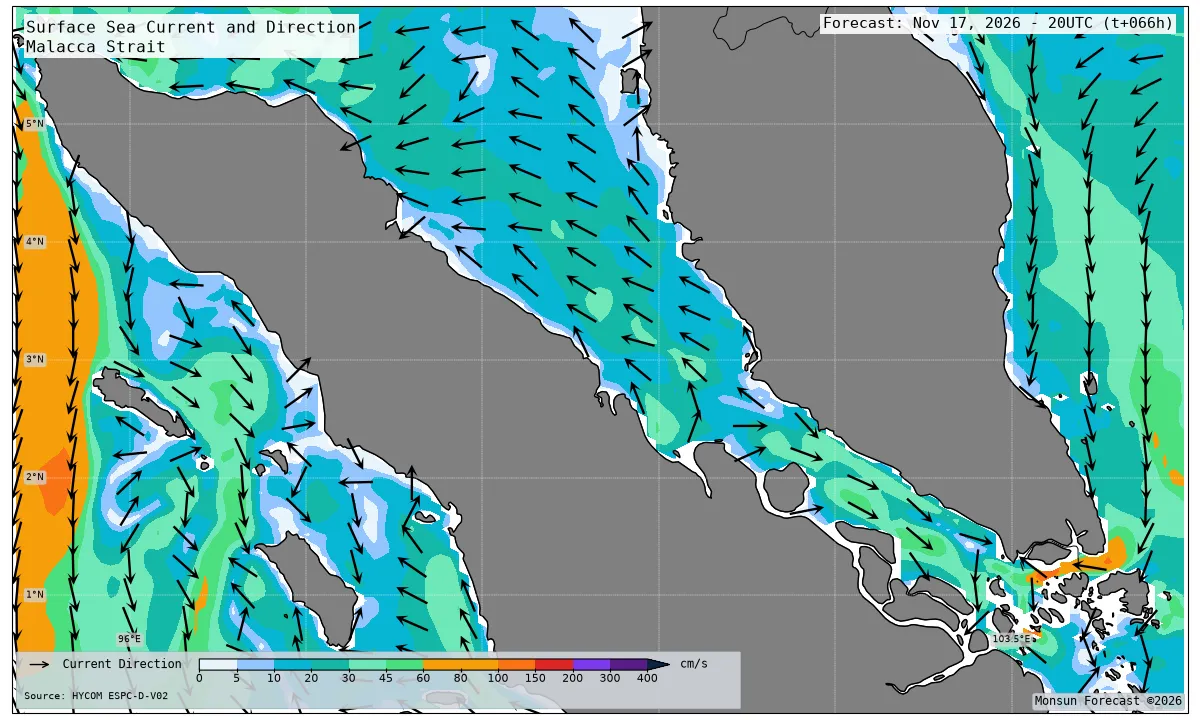 Surface Sea Current and Direction
Malacca Strait
Forecast: Nov 17, 2026 - 20UTC (t+066h)
5°N
4°N
3°N
2°N
1°N
96°E
103.5°E
Current Direction
0 5 10 20 30 45 60 80 100 150 200 300 400
cm/s
Source: HYCOM ESPC-D-V02
Monsun Forecast ©2026